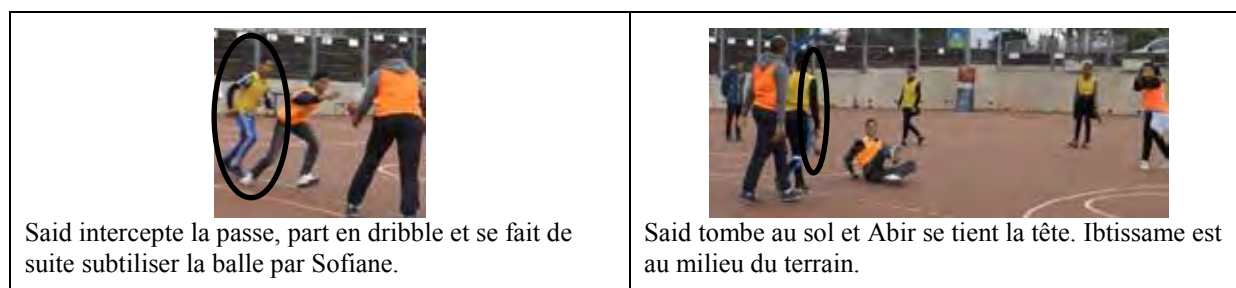 Said intercepte la passe, part en dribble et se fait de
suite subtiliser la balle par Sofiane.
Said tombe au sol et Abir se tient la tête. Ibtissame est
au milieu du terrain.